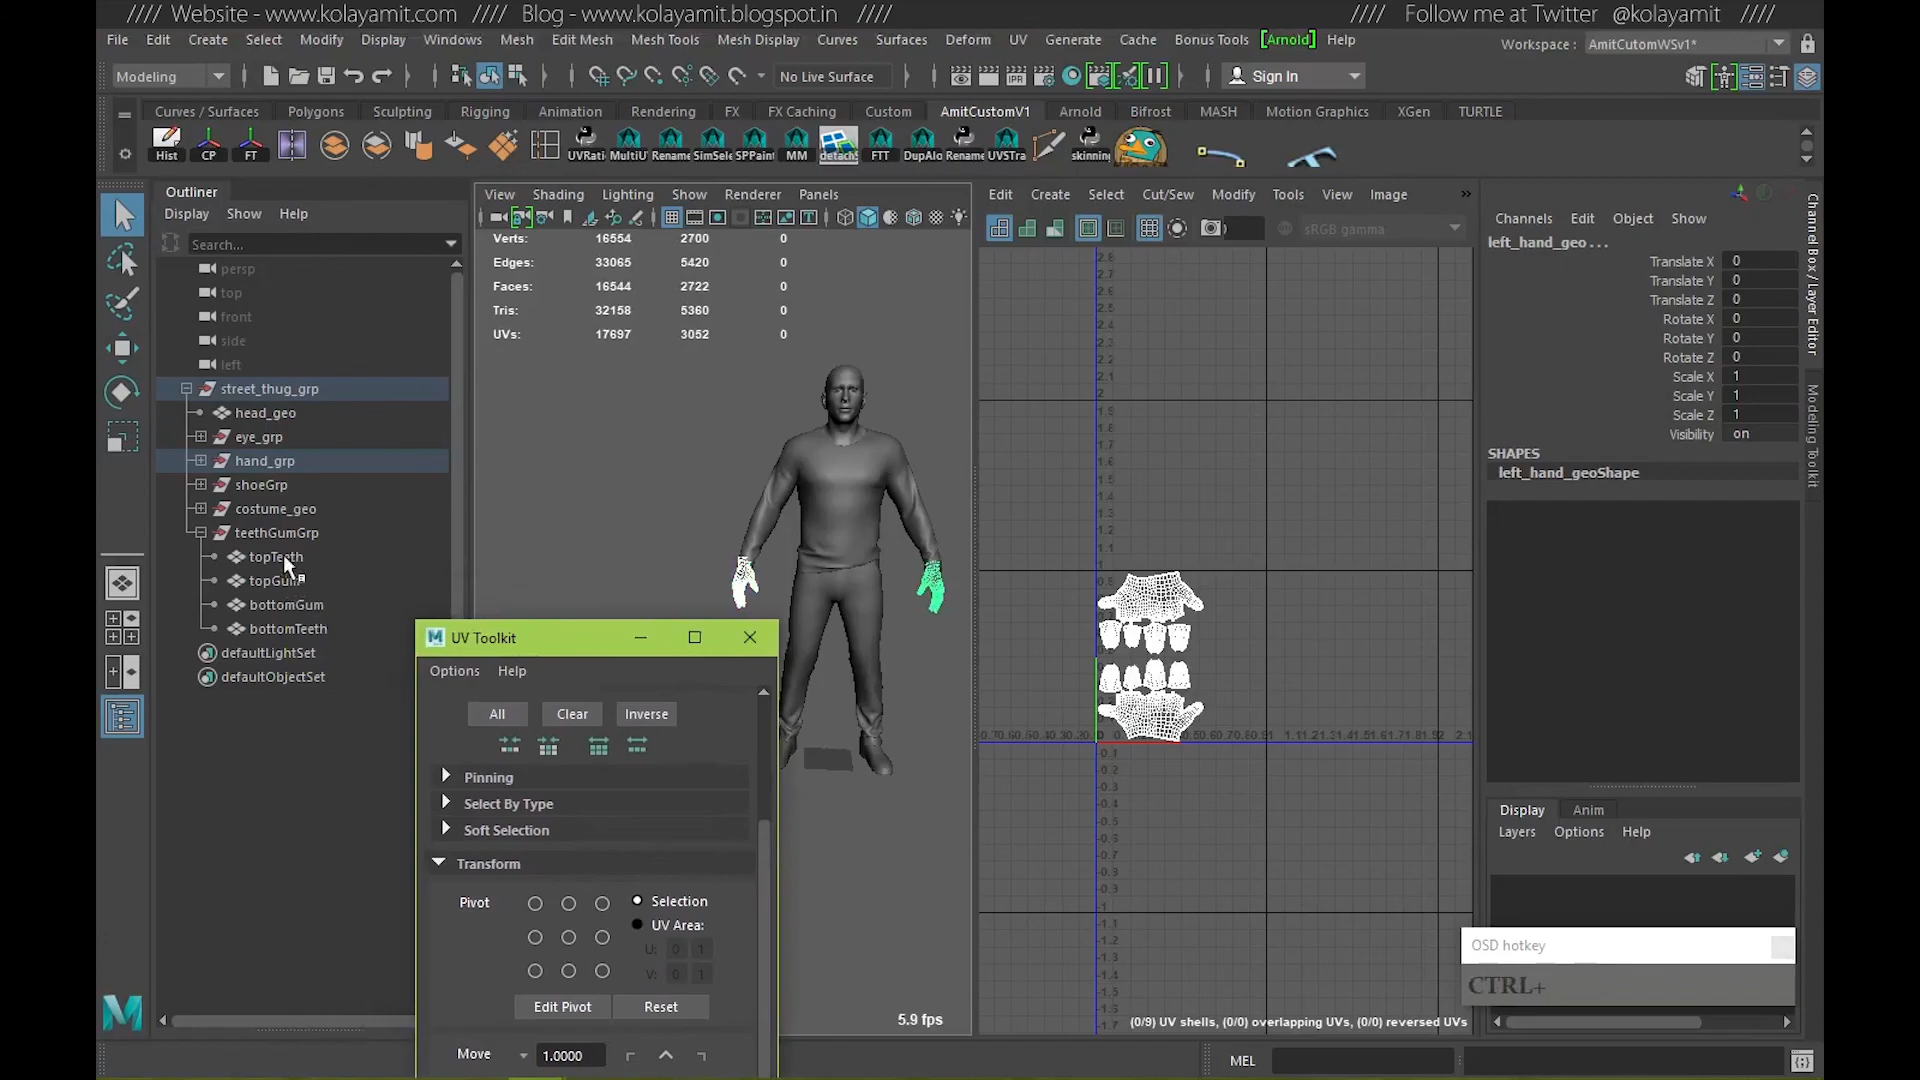 //// Website - www.kolayamit.com //// Blog - www.kolayamit.blogspot.in ////
//// Follow me at Twitter @kolayamit ////
File Edit Create Select Modify Display Windows Mesh Edit Mesh Mesh Tools Mesh Display Curves Surfaces Deform UV Generate Cache Bonus Tools [Arnold] Help
Workspace : AmitCutomWSv1*
Modeling
No Live Surface
Sign In
Curves / Surfaces Polygons Sculpting Rigging Animation Rendering FX FX Caching Custom AmitCustomV1 Arnold Bifrost MASH Motion Graphics XGen TURTLE
Hist CP FT UVRati MultiU Rename SimSele SPPain MM detachS FTT DupAlo Rename UVSTra skinning
Outliner
Display Show Help
Search...
persp
top
front
side
left
street_thug_grp
head_geo
eye_grp
hand_grp
shoeGrp
costume_geo
teethGumGrp
topTeeth
topGum
bottomGum
bottomTeeth
defaultLightSet
defaultObjectSet
View Shading Lighting Show Renderer Panels
Verts: 16554 2700 0
Edges: 33065 5420 0
Faces: 16544 2722 0
Tris: 32158 5360 0
UVs: 17697 3052 0
5.9 fps
UV Toolkit
Options Help
All Clear Inverse
Pinning
Select By Type
Soft Selection
Transform
Pivot
Selection
UV Area:
U: 0 1
V: 0 1
Edit Pivot Reset
Move 1.0000
Edit Create Select Cut/Sew Modify Tools View Image »
sRGB gamma
(0/9) UV shells, (0/0) overlapping UVs, (0/0) reversed UVs
Channels Edit Object Show
left_hand_geo . . .
Translate X 0
Translate Y 0
Translate Z 0
Rotate X 0
Rotate Y 0
Rotate Z 0
Scale X 1
Scale Y 1
Scale Z 1
Visibility on
SHAPES
left_hand_geoShape
Channel Box / Layer Editor
Modeling Toolkit
Display Anim
Layers Options Help
OSD hotkey
CTRL+
MEL